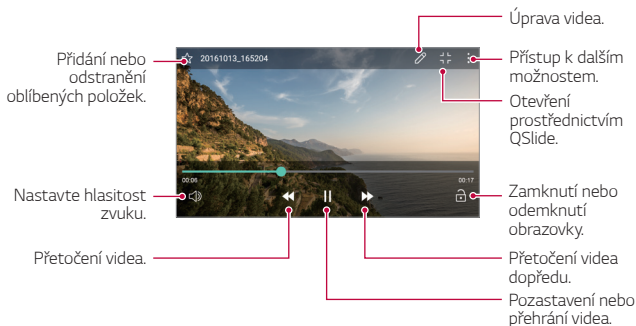 Úprava videa.
Přidání nebo
odstranění
oblíbených položek.
20161013_165204
Přístup k dalším
možnostem.
Otevření
prostřednictvím
QSlide.
00:06
00:17
Nastavte hlasitost
zvuku.
Zamknutí nebo
odemknutí
obrazovky.
Přetočení videa.
Přetočení videa
dopředu.
Pozastavení nebo
přehrání videa.